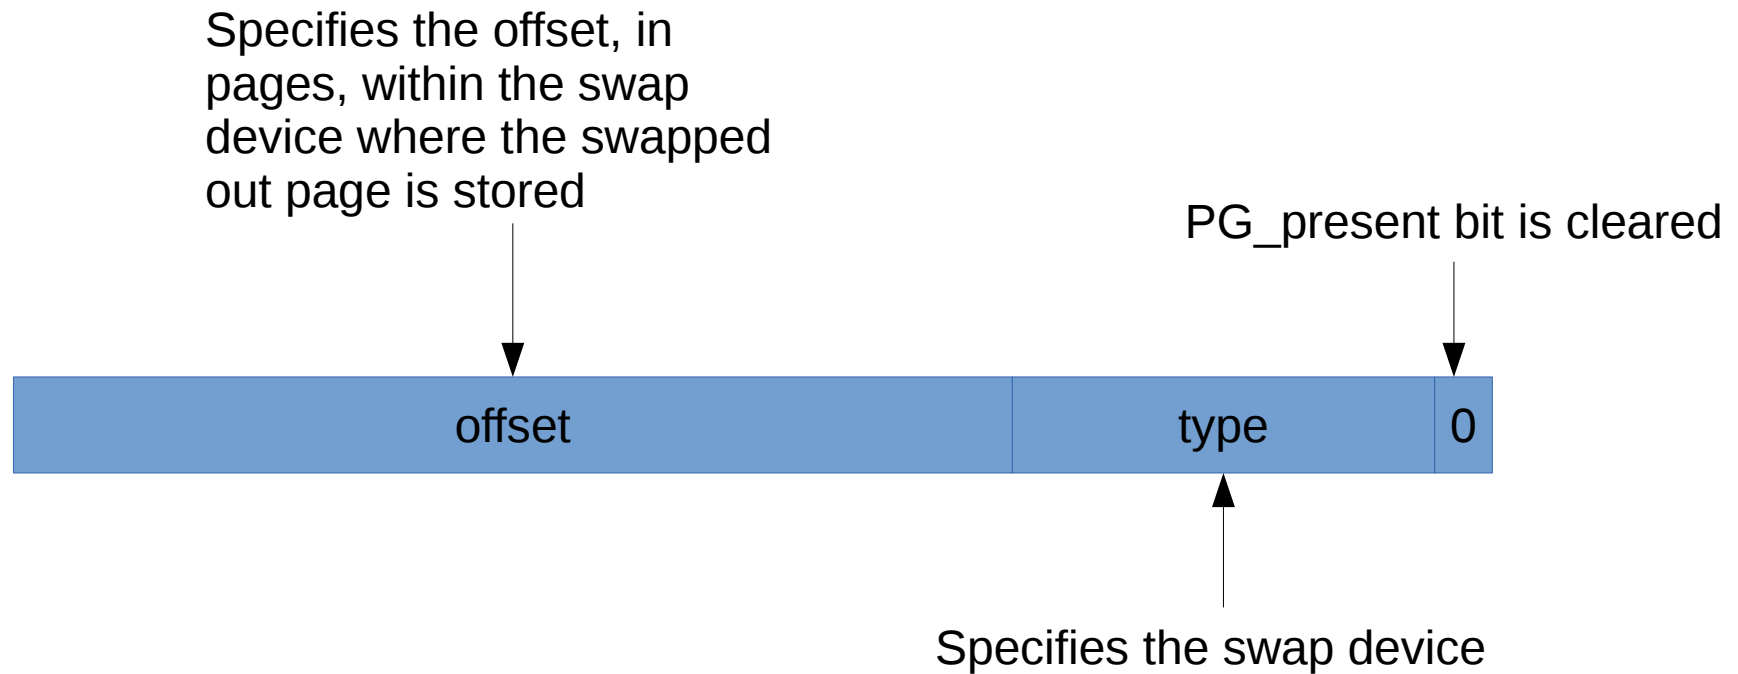 Specifies the offset, in
pages, within the swap
device where the swapped
out page is stored
PG_present bit is cleared
offset
type
0
Specifies the swap device